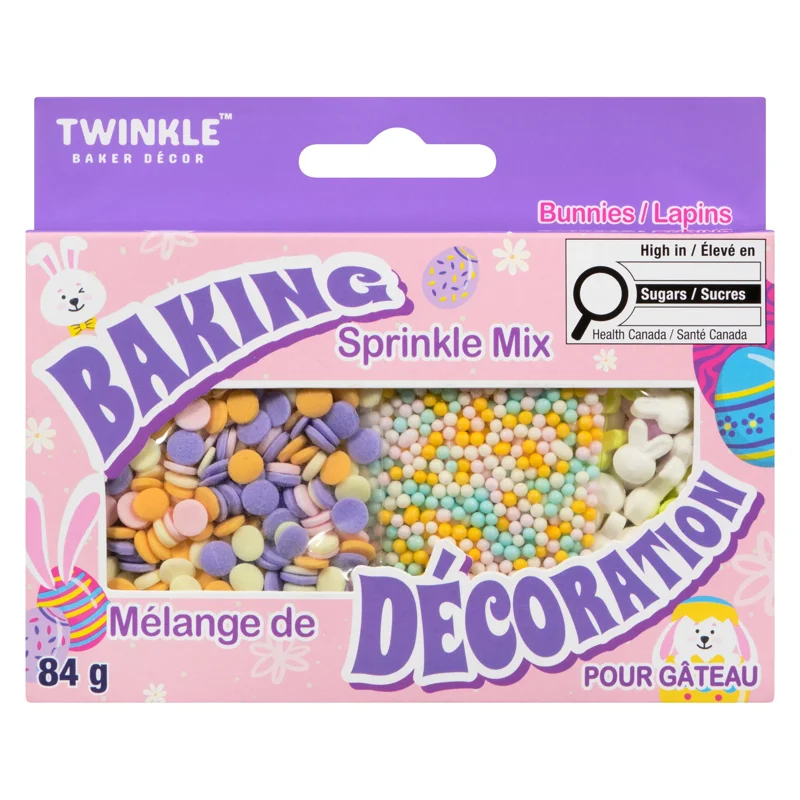 TWINKLE™
BAKER DÉCOR
Bunnies / Lapins
High in / Élevé en
Sugars / Sucres
Health Canada / Santé Canada
BAKING
Sprinkle Mix
Mélange de
DÉCORATION
POUR GÂTEAU
84 g